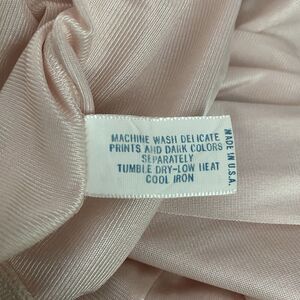 MACHINE WASH DELICATE
PRINTS AND DARK COLORS
SEPARATELY
TUMBLE DRY-LOW HEAT
COOL IRON
MADE IN U.S.A.